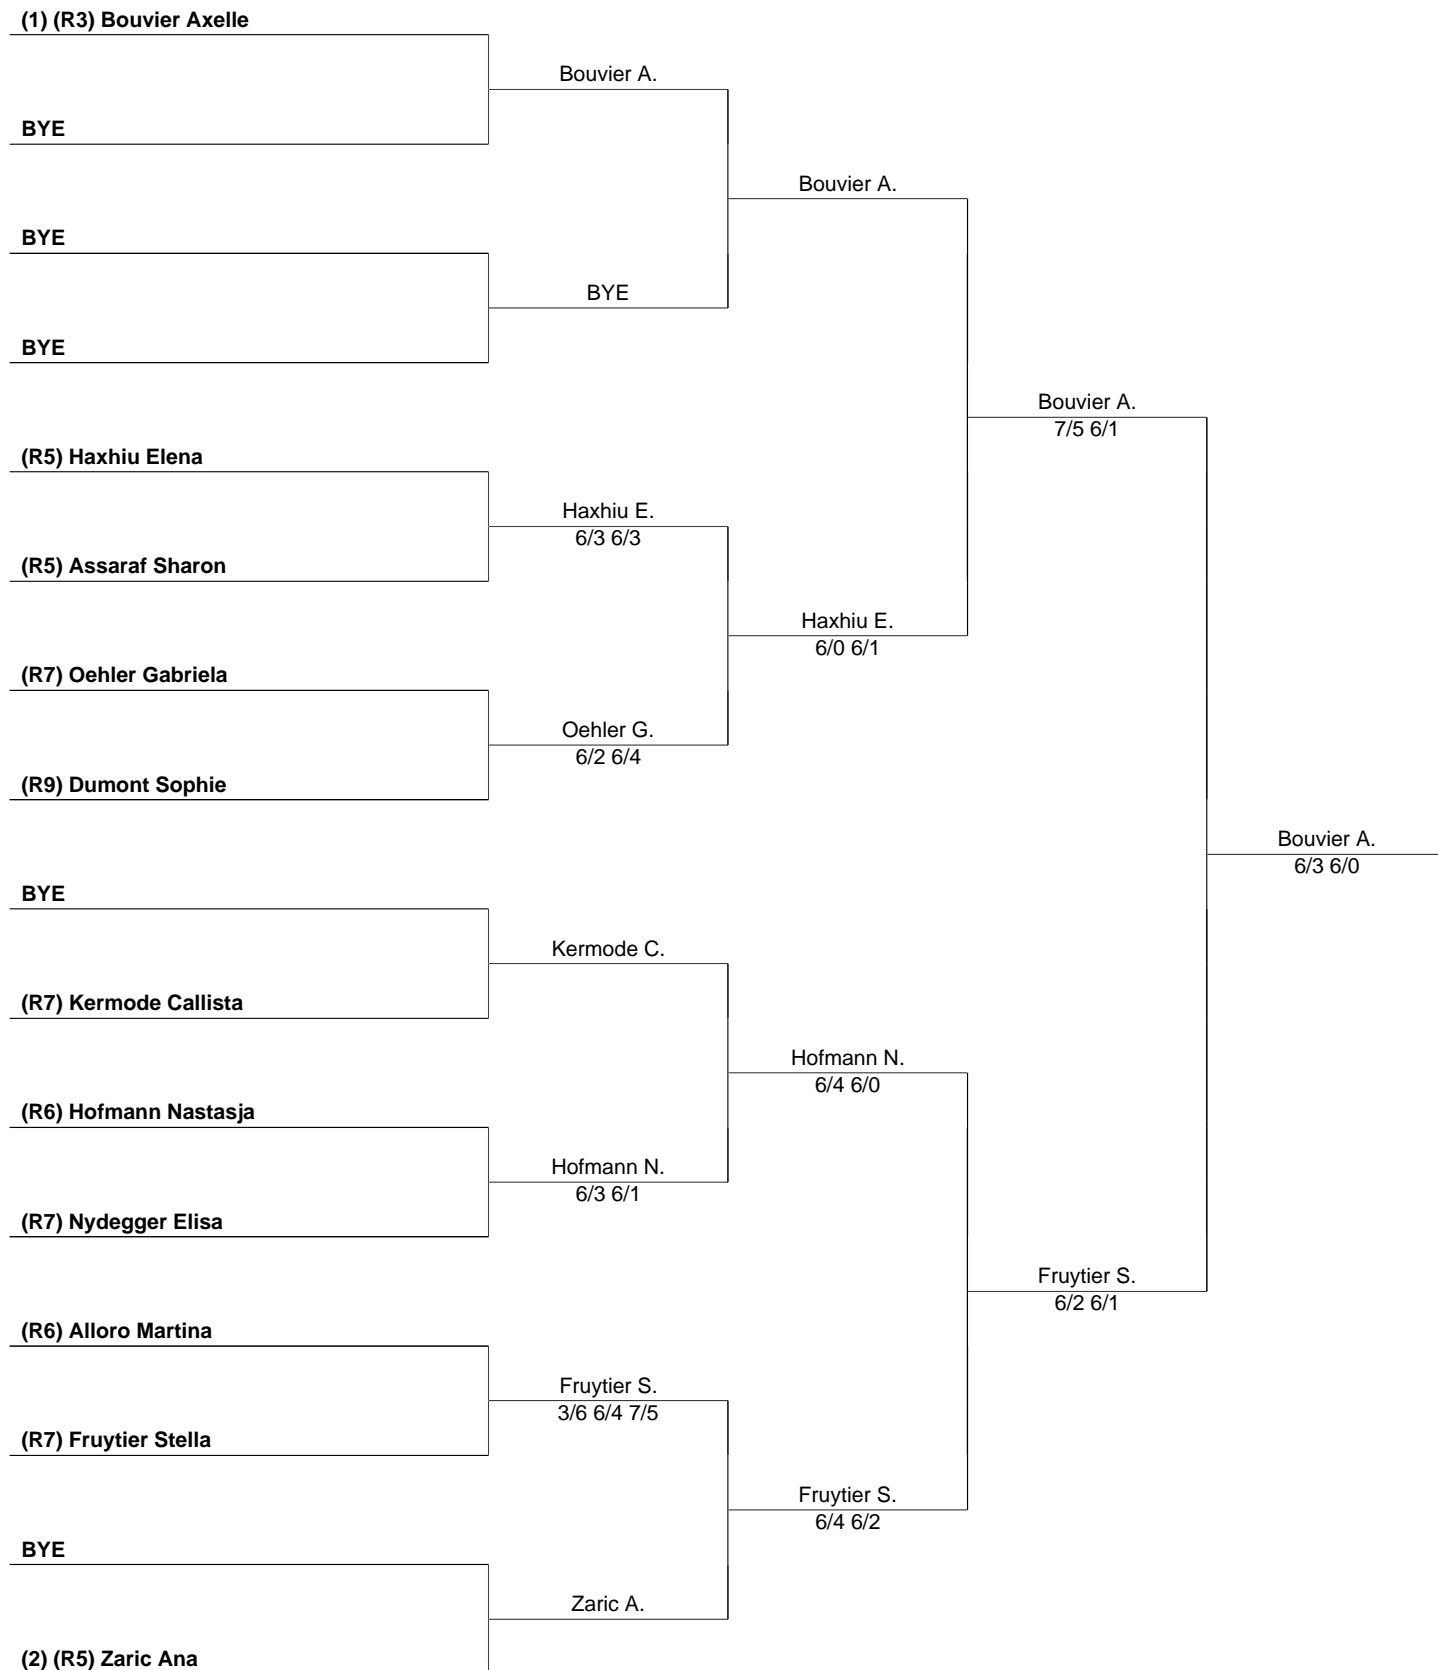 (1) (R3) Bouvier Axelle
Bouvier A.
BYE
Bouvier A.
BYE
BYE
BYE
Bouvier A.
7/5 6/1
(R5) Haxhiu Elena
Haxhiu E.
6/3 6/3
(R5) Assaraf Sharon
Haxhiu E.
6/0 6/1
(R7) Oehler Gabriela
Oehler G.
6/2 6/4
(R9) Dumont Sophie
Bouvier A.
6/3 6/0
BYE
Kermode C.
(R7) Kermode Callista
Hofmann N.
6/4 6/0
(R6) Hofmann Nastasja
Hofmann N.
6/3 6/1
(R7) Nydegger Elisa
Fruytier S.
6/2 6/1
(R6) Alloro Martina
Fruytier S.
3/6 6/4 7/5
(R7) Fruytier Stella
Fruytier S.
6/4 6/2
BYE
Zaric A.
(2) (R5) Zaric Ana